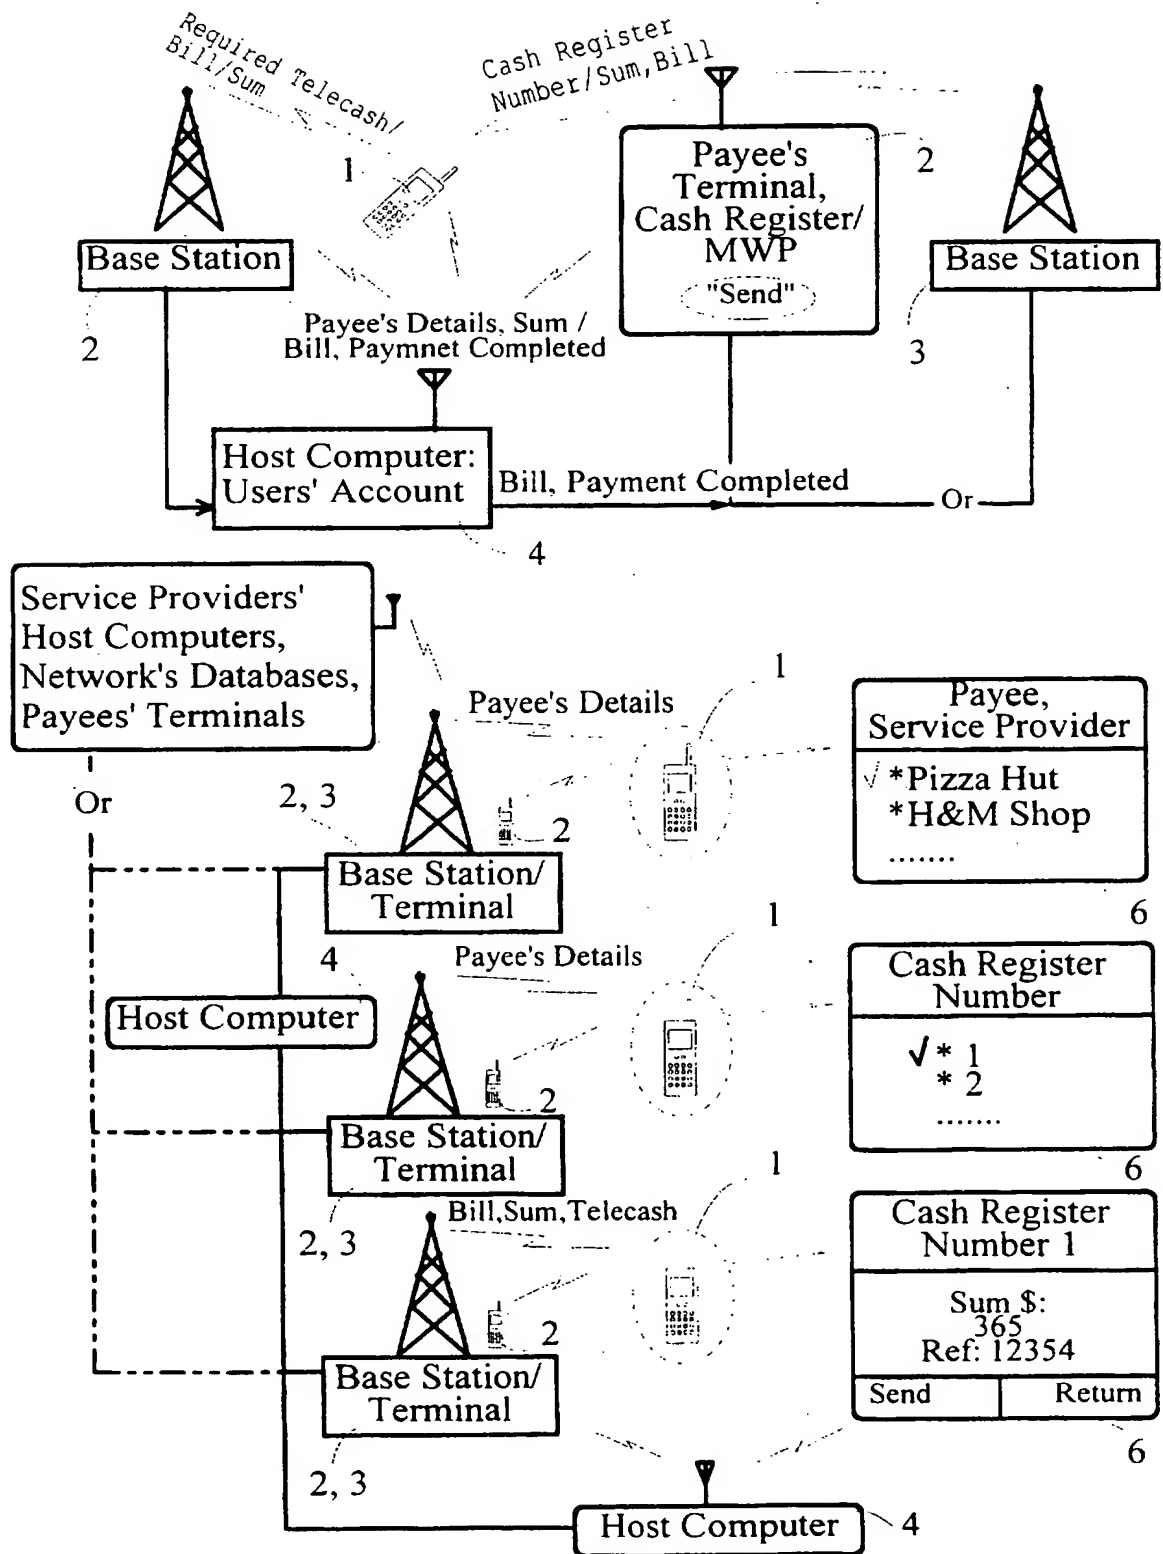 Required Telecash/
Bill/Sum
Cash Register
Number/Sum,Bill
1
Payee's
Terminal,
Cash Register/
MWP
"Send"
2
Base Station
2
Base Station
3
Payee's Details, Sum /
Bill, Paymnet Completed
Host Computer:
Users' Account
4
Bill, Payment Completed
Or
Service Providers'
Host Computers,
Network's Databases,
Payees' Terminals
Or
Payee's Details
1
2, 3
2
Base Station/
Terminal
Payee,
Service Provider
✓ *Pizza Hut
*H&M Shop
.......
6
4
Host Computer
Payee's Details
1
2
Base Station/
Terminal
2, 3
Cash Register
Number
✓ * 1
* 2
.......
6
Bill,Sum,Telecash
1
2
Base Station/
Terminal
2, 3
Cash Register
Number 1
Sum $:
365
Ref: 12354
Send
Return
6
Host Computer
4